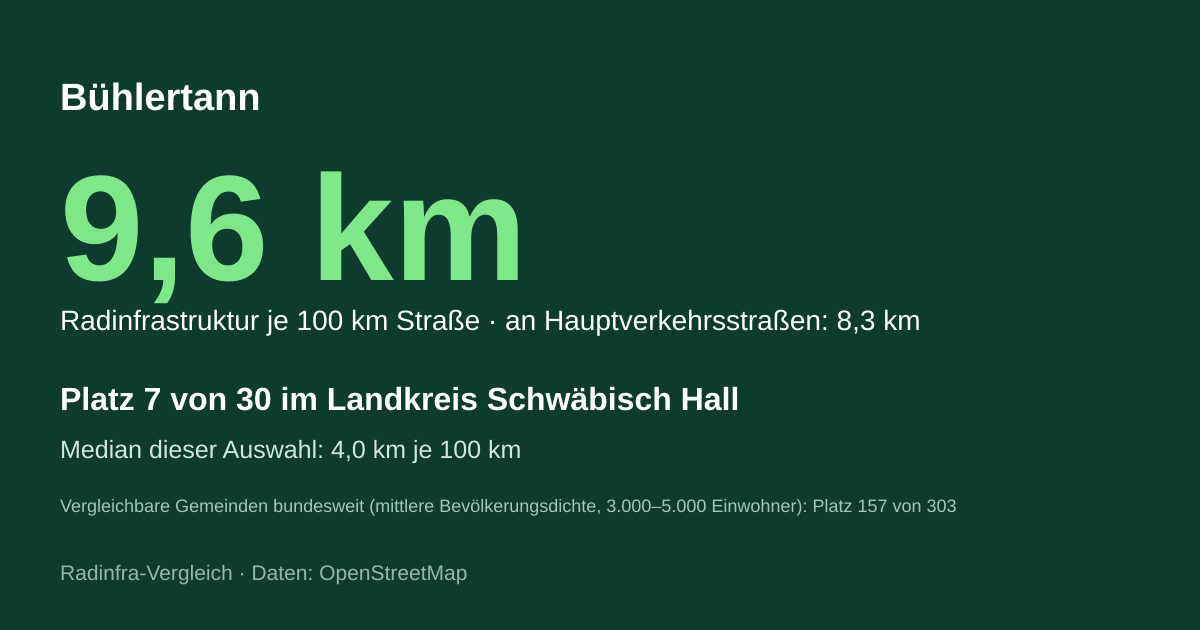 Bühlertann
9,6 km
Radinfrastruktur je 100 km Straße · an Hauptverkehrsstraßen: 8,3 km
Platz 7 von 30 im Landkreis Schwäbisch Hall
Median dieser Auswahl: 4,0 km je 100 km
Vergleichbare Gemeinden bundesweit (mittlere Bevölkerungsdichte, 3.000–5.000 Einwohner): Platz 157 von 303
Radinfra-Vergleich · Daten: OpenStreetMap